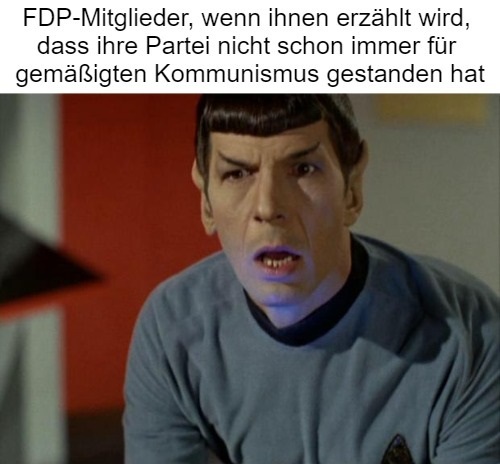 FDP-Mitglieder, wenn ihnen erzählt wird,
dass ihre Partei nicht schon immer für
gemäßigten Kommunismus gestanden hat